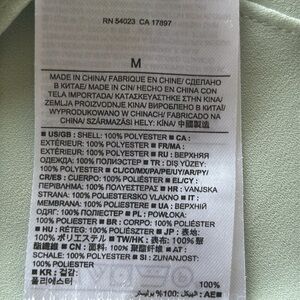 RN 54023 CA 17897
M
MADE IN CHINA/ FABRIQUE EN CHINE/ СДЕЛАНО
В КИТАЕ/ MADE IN CIN/ HECHO EN CHINA CON
TELA IMPORTADA/ ΚΑΤΑΣΚΕΥΑΣΤΗΚΕ ΣΤΗΝ ΚΙΝΑ/
ZEMLJA PROIZVODNJE KINA/ ВИРОБЛЕНО В КИТАЇ/
WYPRODUKOWANO W CHINACH/ FABRICADO NA
CHINA/ SZÁRMAZÁSI HELY: KÍNA/ 中國製造
■ US/GB : SHELL: 100% POLYESTER ■ CA :
EXTÉRIEUR: 100% POLYESTER ■ FR/MA :
EXTÉRIEUR: 100% POLYESTER ■ RU : ВЕРХНЯЯ
ОДЕЖДА: 100% ПОЛИЭСТЕР ■ TR : DIŞ YÜZEY:
100% POLYESTER ■ CL/CO/MX/PA/PE/UY/AR/PY/
CR/ES : CUERPO: 100% POLIÉSTER ■ EL/CY :
ΠΕΡΙΒΛΗΜΑ: 100% ΠΟΛΥΕΣΤΕΡΑΣ ■ HR : VANJSKA
STRANA: 100% POLIESTERSKO VLAKNO ■ IT :
MEMBRANA: 100% POLIESTERE ■ UA : ВЕРХНІЙ
ОДЯГ: 100% ПОЛІЕСТЕР ■ PL : POWŁOKA:
100% POLIESTER ■ BR : CORPO: 100% POLIÉSTER
■ HU : RÉTEG: 100% POLIÉSZTER ■ JP : 表地:
100% ポリエステル ■ TW/HK : 表布: 100% 聚
酯纖維 ■ CN : 面料: 100% 聚酯纤维 ■ AT :
SCHALE: 100% POLYESTER ■ SI : ZUNANJOST:
100% POLIESTER
■ KR : 겉감: 100%
폴리에스터
■ AE : الهيكل: %100 بوليستر